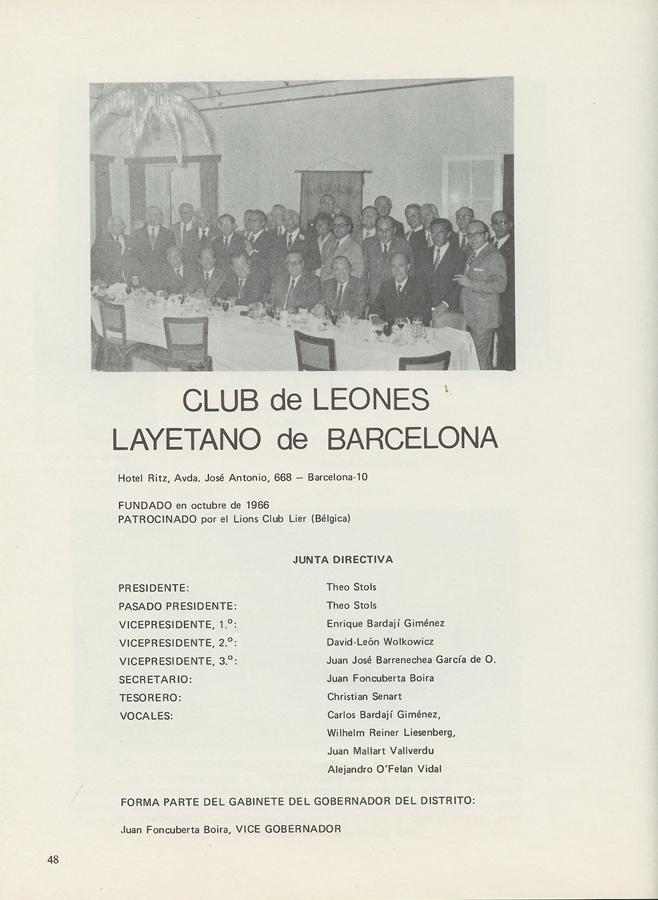 CLUB de LEONES
LAYETANO de BARCELONA
Hotel Ritz, Avda. José Antonio, 668 — Barcelona-10
FUNDADO en octubre de 1966
PATROCINADO por el Lions Club Lier (Bélgica)
JUNTA DIRECTIVA
PRESIDENTE: Theo Stols
PASADO PRESIDENTE: Theo Stols
VICEPRESIDENTE, 1.º: Enrique Bardají Giménez
VICEPRESIDENTE, 2.º: David-León Wolkowicz
VICEPRESIDENTE, 3.º: Juan José Barrenechea García de O.
SECRETARIO: Juan Foncuberta Boira
TESORERO: Christian Senart
VOCALES: Carlos Bardají Giménez,
Wilhelm Reiner Liesenberg,
Juan Mallart Vallverdu
Alejandro O'Felan Vidal
FORMA PARTE DEL GABINETE DEL GOBERNADOR DEL DISTRITO:
Juan Foncuberta Boira, VICE GOBERNADOR
48